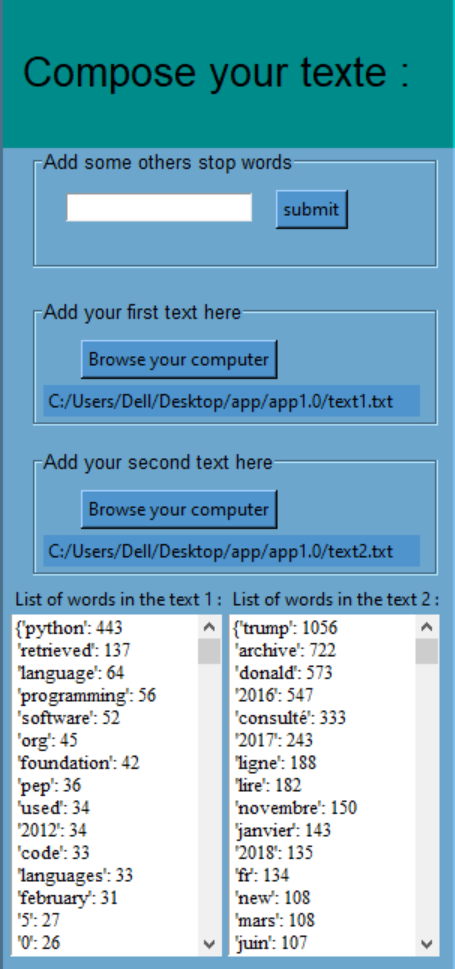 Compose your texte :
Add some others stop words
submit
Add your first text here
Browse your computer
C:/Users/Dell/Desktop/app/app1.0/text1.txt
Add your second text here
Browse your computer
C:/Users/Dell/Desktop/app/app1.0/text2.txt
List of words in the text 1 :
{'python': 443
'retrieved': 137
'language': 64
'programming': 56
'software': 52
'org': 45
'foundation': 42
'pep': 36
'used': 34
'2012': 34
'code': 33
'languages': 33
'february': 31
'5': 27
'0': 26
List of words in the text 2 :
{'trump': 1056
'archive': 722
'donald': 573
'2016': 547
'consulté': 333
'2017': 243
'ligne': 188
'lire': 182
'novembre': 150
'janvier': 143
'2018': 135
'fr': 134
'new': 108
'mars': 108
'juin': 107